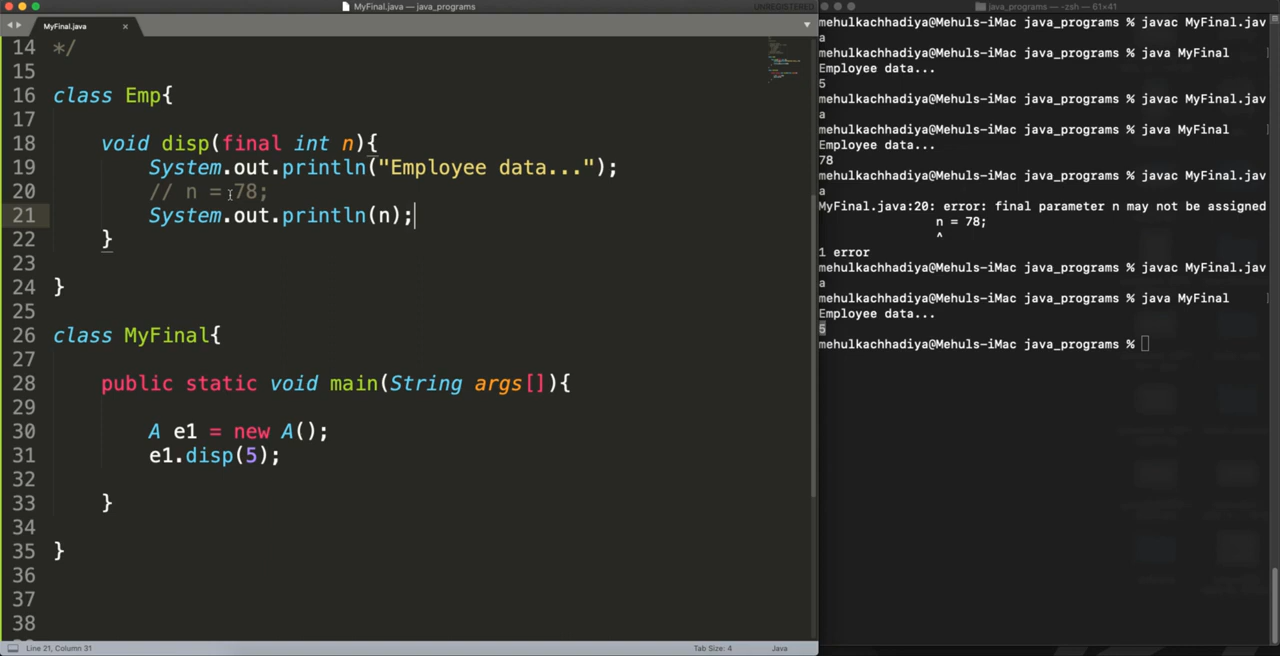 MyFinal.java — java_programs
UNREGISTERED
MyFinal.java
14 */
15
16 class Emp{
17
18 void disp(final int n){
19 System.out.println("Employee data...");
20 // n = 78;
21 System.out.println(n);
22 }
23
24 }
25
26 class MyFinal{
27
28 public static void main(String args[]){
29
30 A e1 = new A();
31 e1.disp(5);
32
33 }
34
35 }
36
37
38
Line 21, Column 31
Tab Size: 4
Java
java_programs — -zsh — 61×41
mehulkachhadiya@Mehuls-iMac java_programs % javac MyFinal.jav
a
mehulkachhadiya@Mehuls-iMac java_programs % java MyFinal
Employee data...
5
mehulkachhadiya@Mehuls-iMac java_programs % javac MyFinal.jav
a
mehulkachhadiya@Mehuls-iMac java_programs % java MyFinal
Employee data...
78
mehulkachhadiya@Mehuls-iMac java_programs % javac MyFinal.jav
a
MyFinal.java:20: error: final parameter n may not be assigned
n = 78;
^
1 error
mehulkachhadiya@Mehuls-iMac java_programs % javac MyFinal.jav
a
mehulkachhadiya@Mehuls-iMac java_programs % java MyFinal
Employee data...
5
mehulkachhadiya@Mehuls-iMac java_programs %